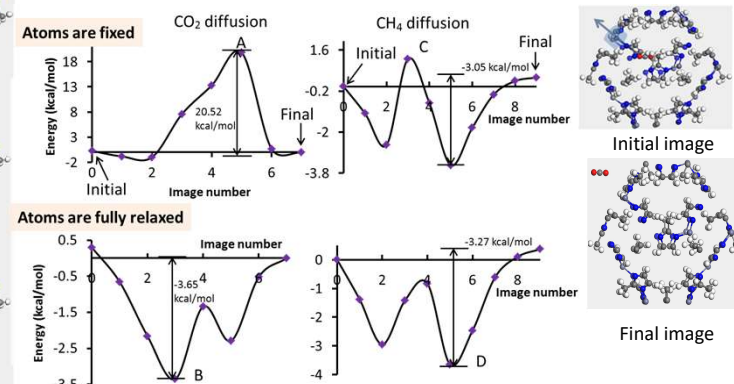 CO₂ diffusion
CH₄ diffusion
Atoms are fixed
Energy (kcal/mol)
18
13
8
3
-2
A
20.52
kcal/mol
Final
Initial
0
2
4
6
Image number
1.6
-0.2
-2
-3.8
Initial
C
Final
-3.05 kcal/mol
0
2
4
6
8
Image number
Initial image
Atoms are fully relaxed
Energy (kcal/mol)
0.5
-0.5
-1.5
-2.5
-3.5
Image number
0
2
4
6
-3.65
kcal/mol
B
0
-1
-2
-3
-4
-3.27 kcal/mol
0
2
4
6
8
10
Image number
D
Final image